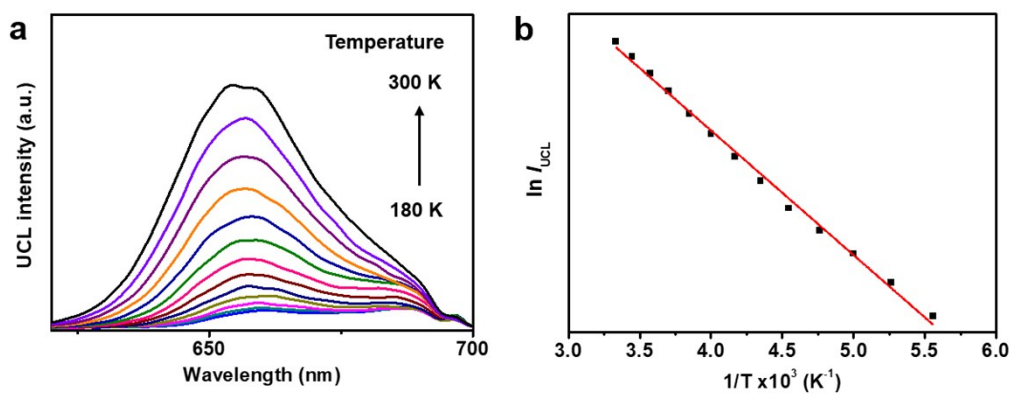 a
Temperature
300 K
180 K
UCL intensity (a.u.)
650
700
Wavelength (nm)
b
ln I_UCL
3.0 3.5 4.0 4.5 5.0 5.5 6.0
1/T x10³ (K⁻¹)